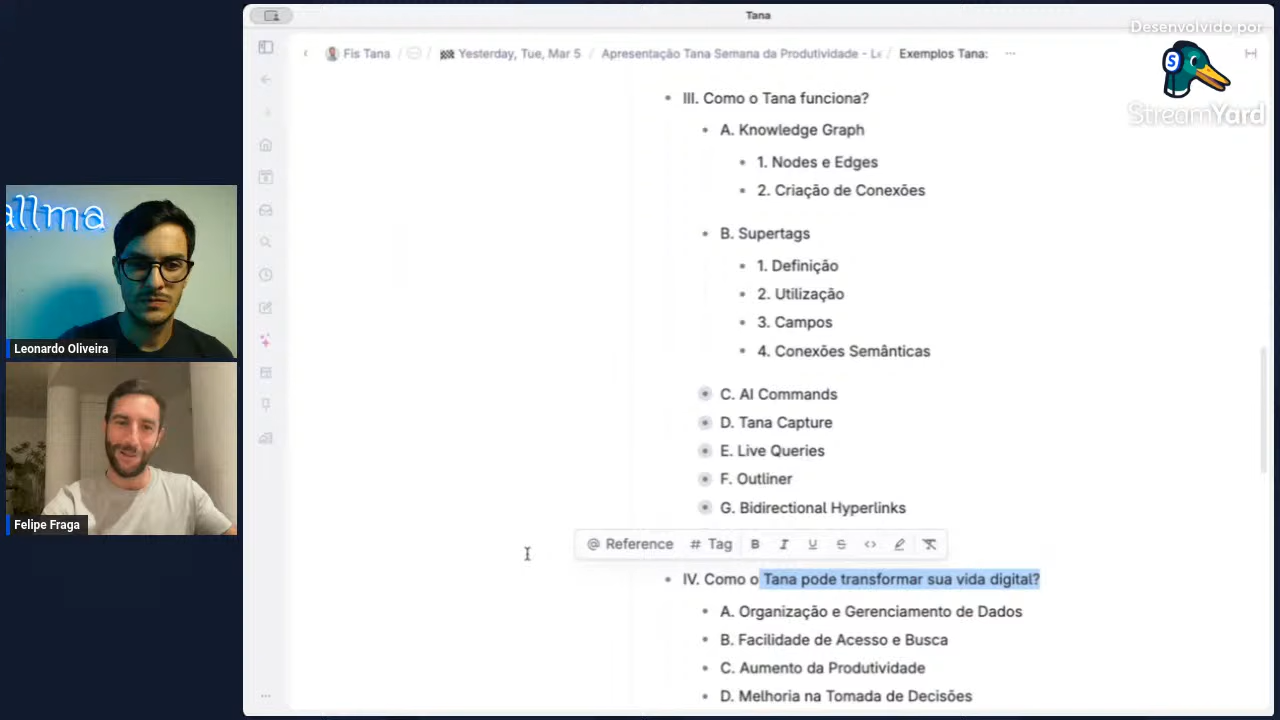 Tana
Desenvolvido por
S
StreamYard
Fis Tana / / Yesterday, Tue, Mar 5 / Apresentação Tana Semana da Produtividade - Le / Exemplos Tana: ...
III. Como o Tana funciona?
A. Knowledge Graph
1. Nodes e Edges
2. Criação de Conexões
B. Supertags
1. Definição
2. Utilização
3. Campos
4. Conexões Semânticas
C. AI Commands
D. Tana Capture
E. Live Queries
F. Outliner
G. Bidirectional Hyperlinks
@ Reference # Tag B I U S <>
IV. Como o Tana pode transformar sua vida digital?
A. Organização e Gerenciamento de Dados
B. Facilidade de Acesso e Busca
C. Aumento da Produtividade
D. Melhoria na Tomada de Decisões
allma
Leonardo Oliveira
Felipe Fraga